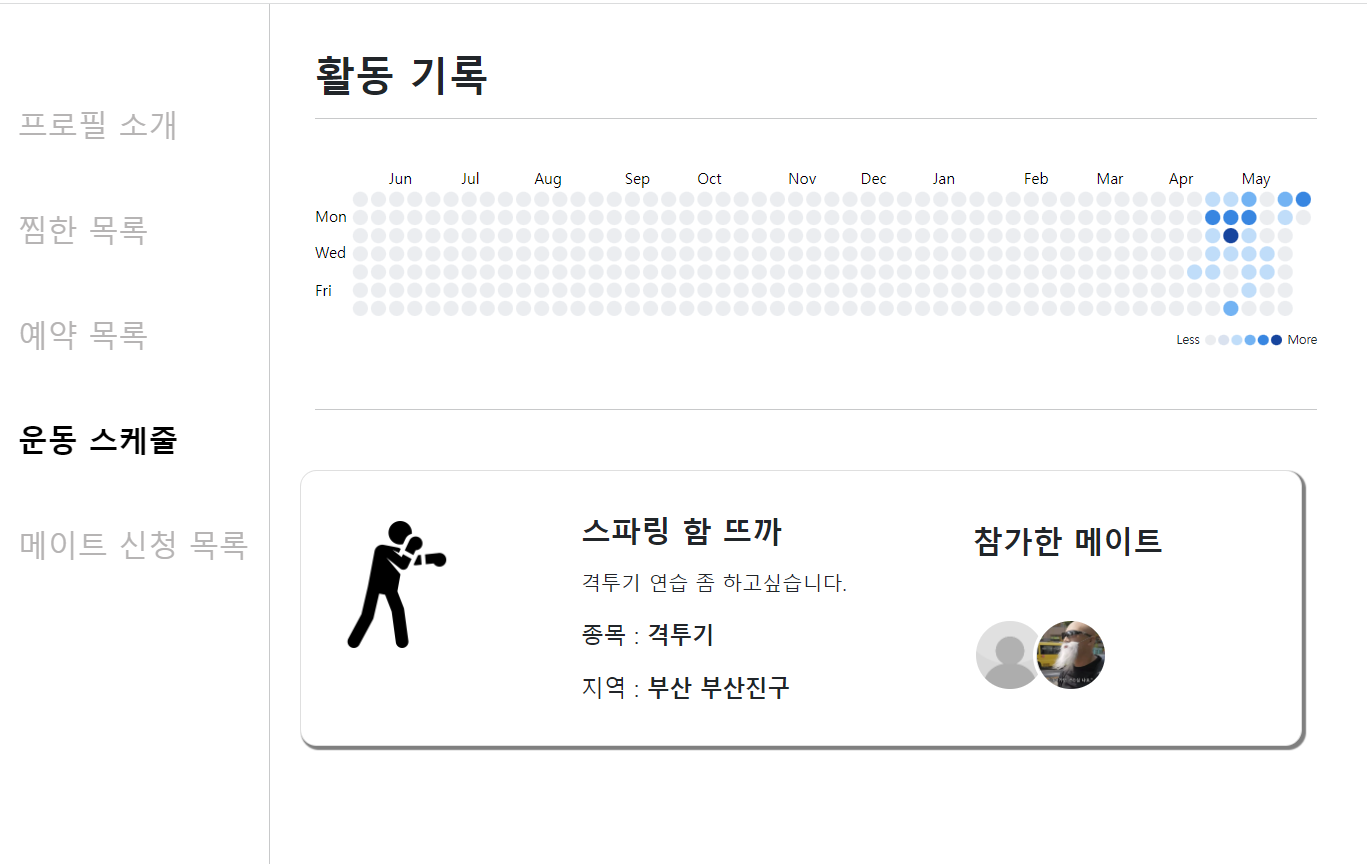 프로필 소개
찜한 목록
예약 목록
운동 스케줄
메이트 신청 목록
활동 기록
Jun Jul Aug Sep Oct Nov Dec Jan Feb Mar Apr May
Mon
Wed
Fri
Less More
스파링 함 뜨까
격투기 연습 좀 하고싶습니다.
종목 : 격투기
지역 : 부산 부산진구
참가한 메이트